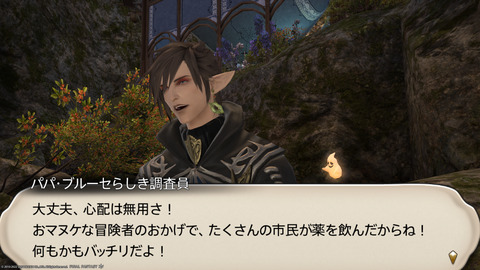 パパ・ブルーセらしき調査員
大丈夫、心配は無用さ！
おマヌケな冒険者のおかげで、たくさんの市民が薬を飲んだからね！
何もかもバッチリだよ！